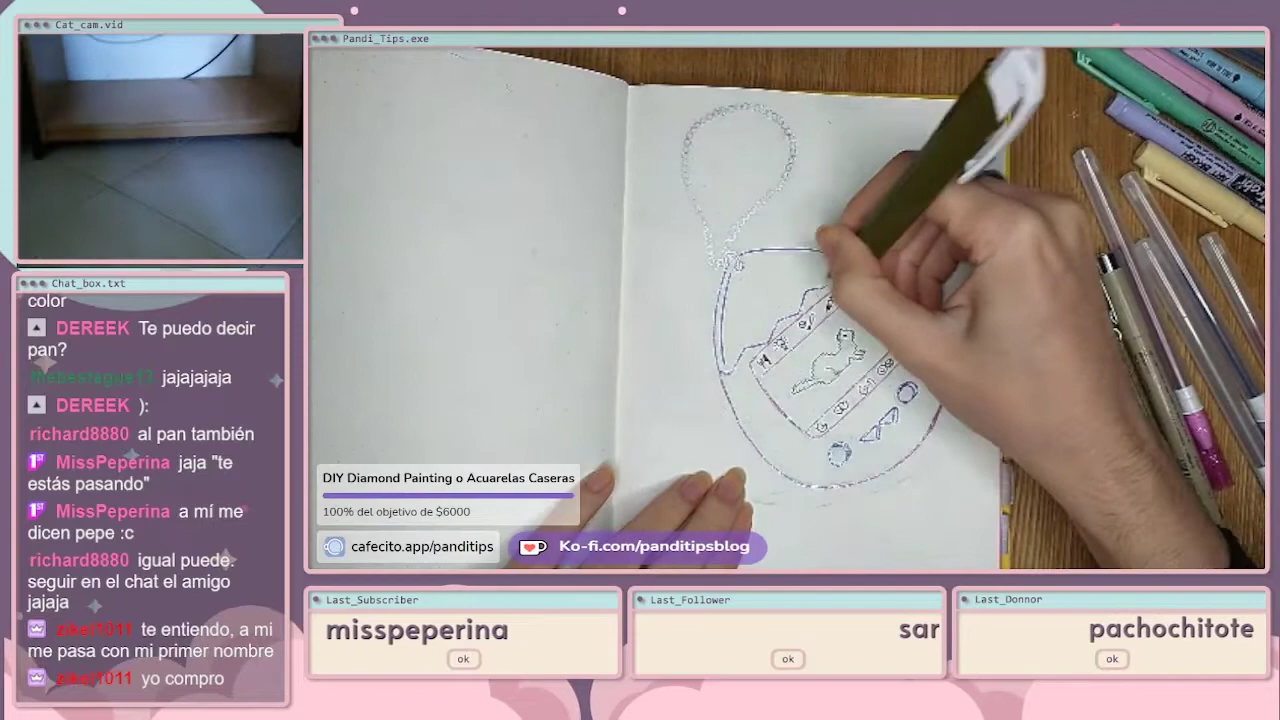 Cat_cam.vid
Pandi_Tips.exe
Chat_box.txt
color
DEREEK Te puedo decir
pan?
thebesteque13 jajajajaja
DEREEK ):
richard8880 al pan también
MissPeperina jaja "te
estás pasando"
MissPeperina a mí me
dicen pepe :c
richard8880 igual puede
seguir en el chat el amigo
jajaja
zikel1011 te entiendo, a mi
me pasa con mi primer nombre
zikel1011 yo compro
DIY Diamond Painting o Acuarelas Caseras
100% del objetivo de $6000
cafecito.app/panditips
Ko-fi.com/panditipsblog
Last_Subscriber
misspeperina
ok
Last_Follower
sar
ok
Last_Donnor
pachochitote
ok